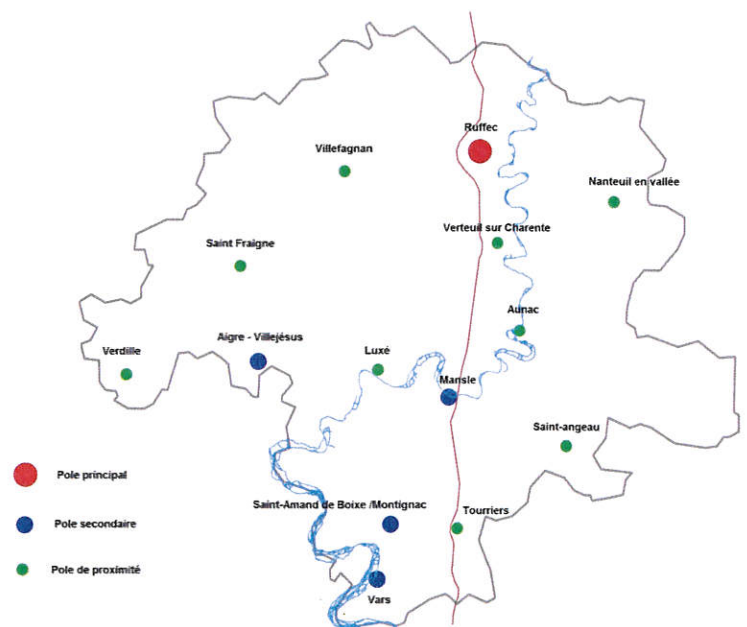 Ruffec
Villefagnan
Nanteuil en vallée
Verteuil sur Charente
Saint Fraigne
Aunac
Aigre - Villejésus
Luxé
Verdille
Mansle
Saint-angeau
Pole principal
Saint-Amand de Boixe /Montignac
Tourriers
Pole secondaire
Pole de proximité
Vars